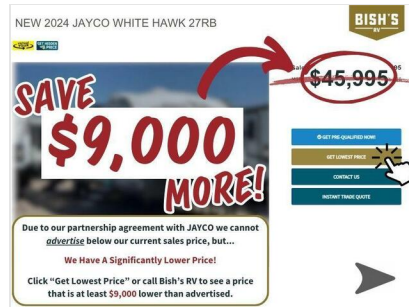 NEW 2024 JAYCO WHITE HAWK 27RB
BISH'S
RV
SAVE
$9,000
MORE!
$45,995
GET PRE-QUALIFIED NOW!
GET LOWEST PRICE
CONTACT US
INSTANT TRADE QUOTE
Due to our partnership agreement with JAYCO we cannot
advertise below our current sales price, but...
We Have A Significantly Lower Price!
Click “Get Lowest Price” or call Bish's RV to see a price
that is at least $9,000 lower than advertised.